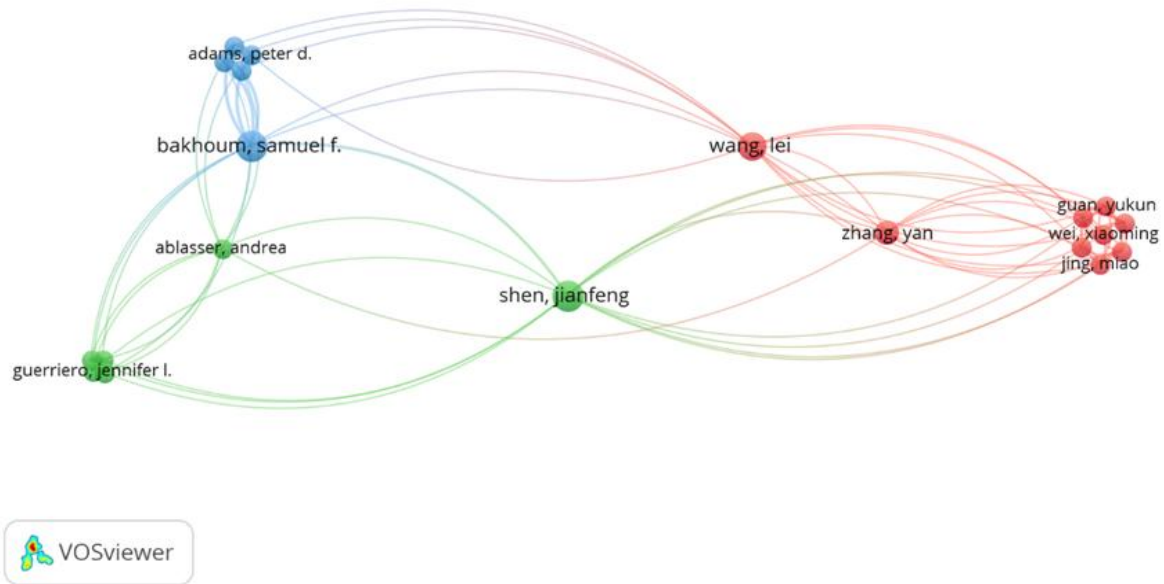 adams, peter d.
bakhoum, samuel f.
wang, lei
guan, yukun
zhang, yan
wei, xiaoming
ablasser, andrea
jing, miao
shen, jianfeng
guerriero, jennifer l.
VOSviewer